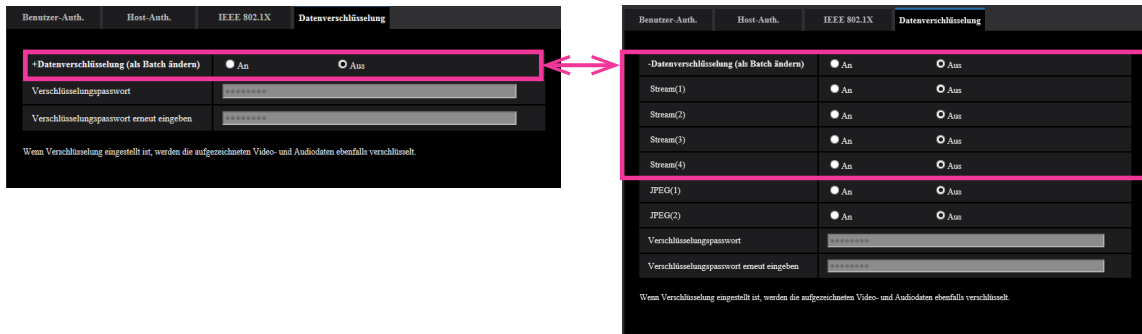 Benutzer-Auth. Host-Auth. IEEE 802.1X Datenverschlüsselung
+Datenverschlüsselung (als Batch ändern) An Aus
Verschlüsselungspasswort ••••••••
Verschlüsselungspasswort erneut eingeben ••••••••
Wenn Verschlüsselung eingestellt ist, werden die aufgezeichneten Video- und Audiodaten ebenfalls verschlüsselt.
Benutzer-Auth. Host-Auth. IEEE 802.1X Datenverschlüsselung
-Datenverschlüsselung (als Batch ändern) An Aus
Stream(1) An Aus
Stream(2) An Aus
Stream(3) An Aus
Stream(4) An Aus
JPEG(1) An Aus
JPEG(2) An Aus
Verschlüsselungspasswort ••••••••
Verschlüsselungspasswort erneut eingeben ••••••••
Wenn Verschlüsselung eingestellt ist, werden die aufgezeichneten Video- und Audiodaten ebenfalls verschlüsselt.